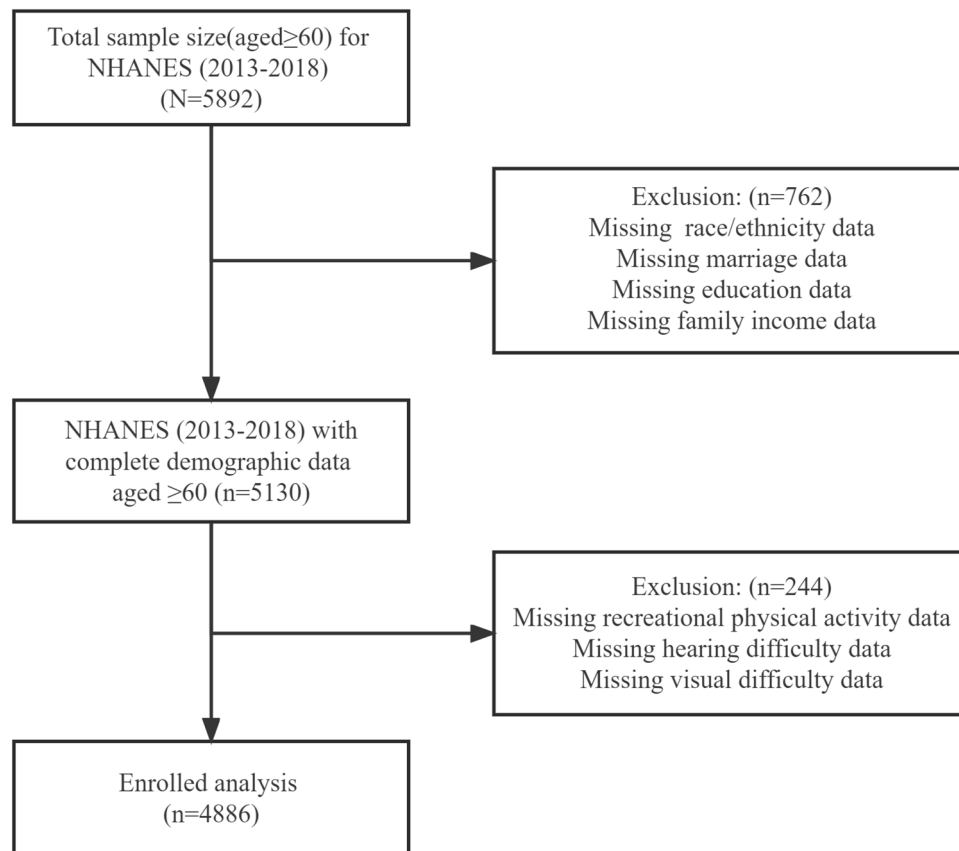 Total sample size(aged≥60) for
NHANES (2013-2018)
(N=5892)
Exclusion: (n=762)
Missing race/ethnicity data
Missing marriage data
Missing education data
Missing family income data
NHANES (2013-2018) with
complete demographic data
aged ≥60 (n=5130)
Exclusion: (n=244)
Missing recreational physical activity data
Missing hearing difficulty data
Missing visual difficulty data
Enrolled analysis
(n=4886)